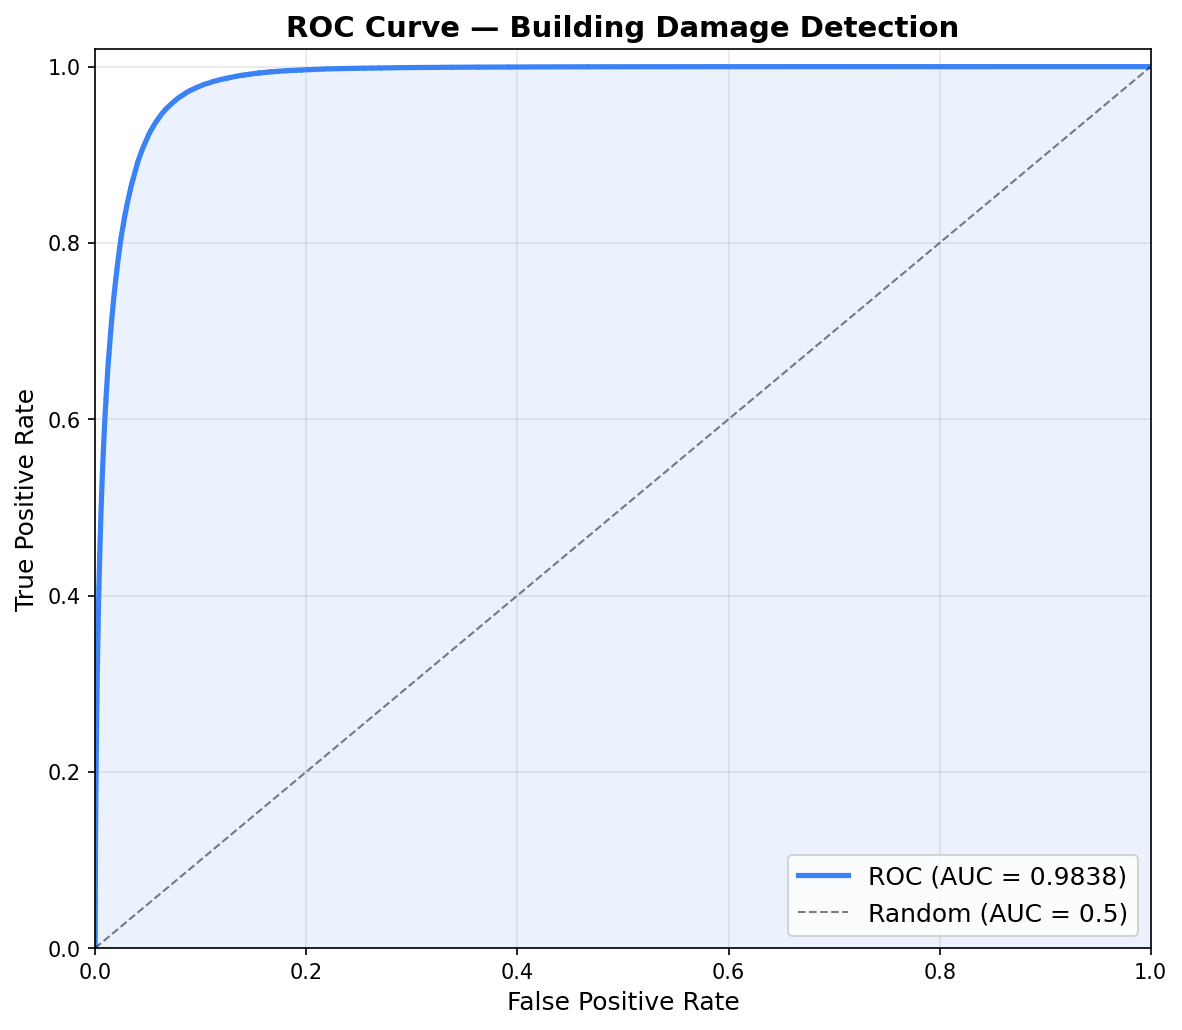 ROC Curve — Building Damage Detection
True Positive Rate
1.0
0.8
0.6
0.4
0.2
0.0
ROC (AUC = 0.9838)
Random (AUC = 0.5)
0.0 0.2 0.4 0.6 0.8 1.0
False Positive Rate